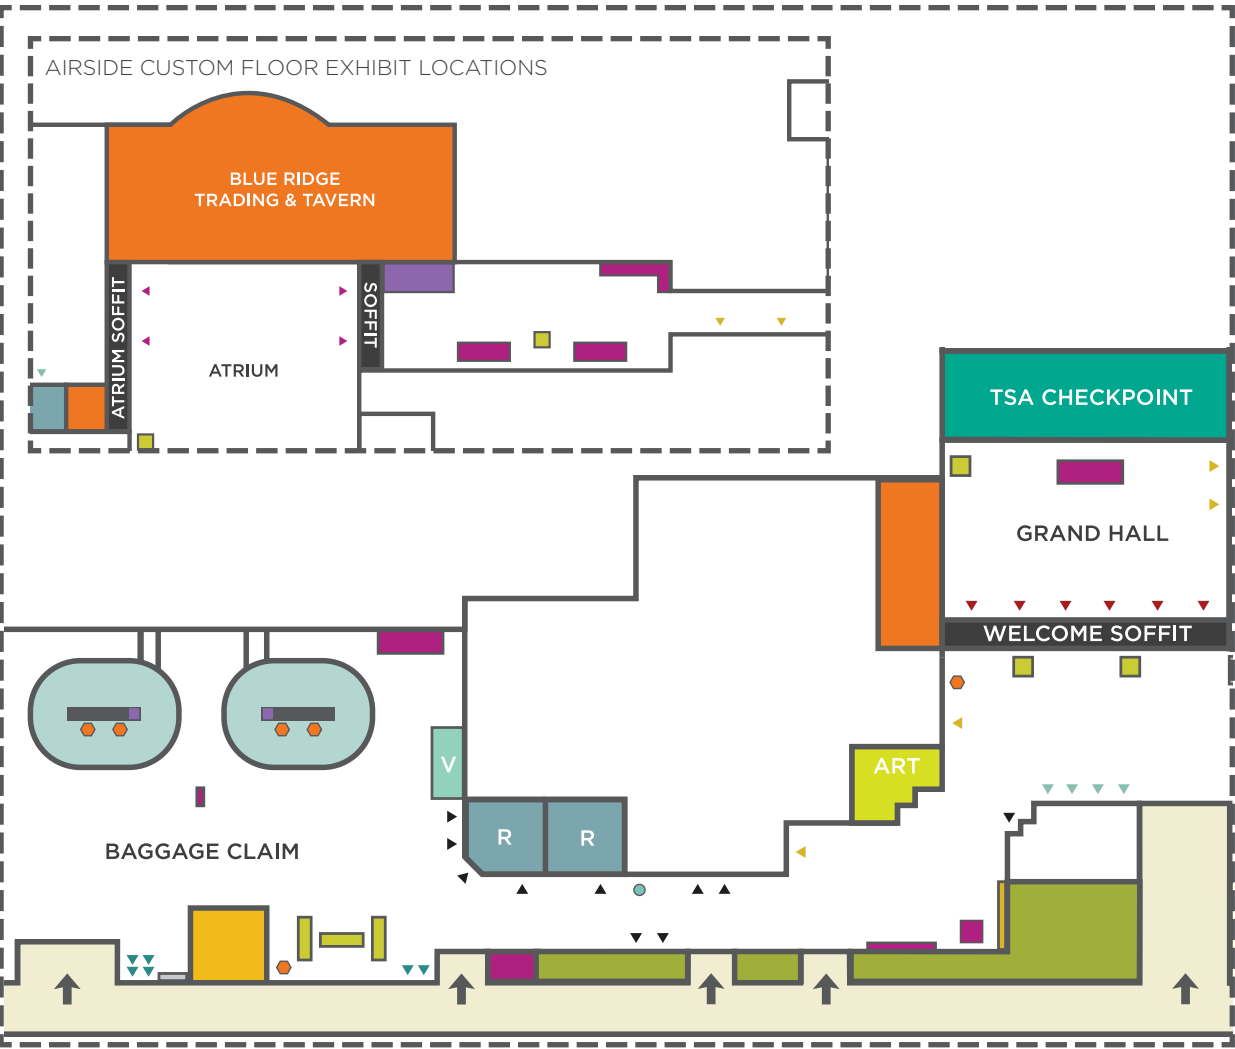 AIRSIDE CUSTOM FLOOR EXHIBIT LOCATIONS
BLUE RIDGE
TRADING & TAVERN
ATRIUM SOFFIT
SOFFIT
ATRIUM
TSA CHECKPOINT
GRAND HALL
WELCOME SOFFIT
ART
V
R
R
BAGGAGE CLAIM